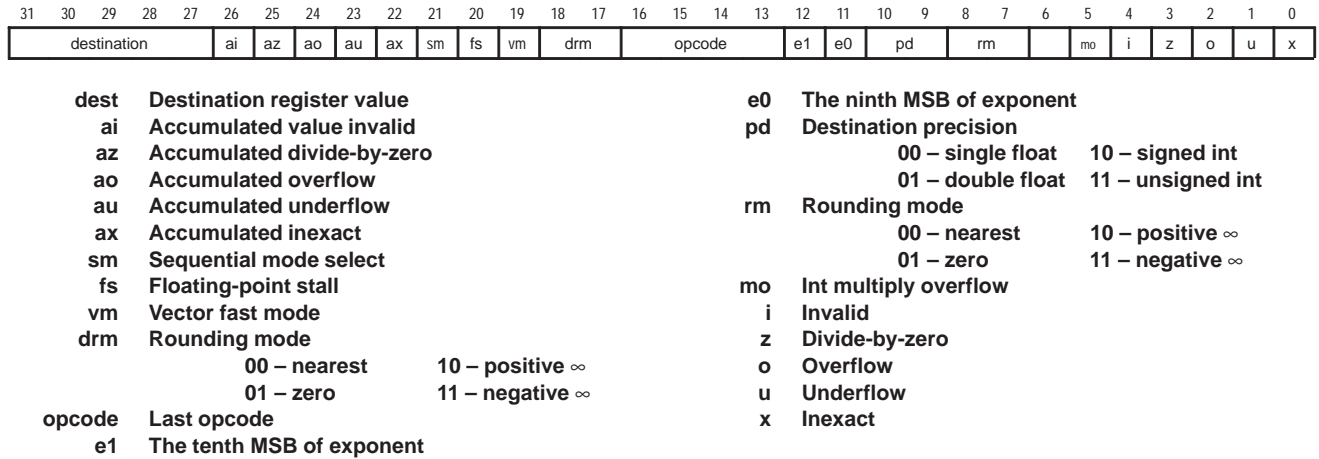 31 30 29 28 27 26 25 24 23 22 21 20 19 18 17 16 15 14 13 12 11 10 9 8 7 6 5 4 3 2 1 0
destination ai az ao au ax sm fs vm drm opcode e1 e0 pd rm mo i z o u x
dest Destination register value
ai Accumulated value invalid
az Accumulated divide-by-zero
ao Accumulated overflow
au Accumulated underflow
ax Accumulated inexact
sm Sequential mode select
fs Floating-point stall
vm Vector fast mode
drm Rounding mode
00 – nearest 10 – positive ∞
01 – zero 11 – negative ∞
opcode Last opcode
e1 The tenth MSB of exponent
e0 The ninth MSB of exponent
pd Destination precision
00 – single float 10 – signed int
01 – double float 11 – unsigned int
rm Rounding mode
00 – nearest 10 – positive ∞
01 – zero 11 – negative ∞
mo Int multiply overflow
i Invalid
z Divide-by-zero
o Overflow
u Underflow
x Inexact